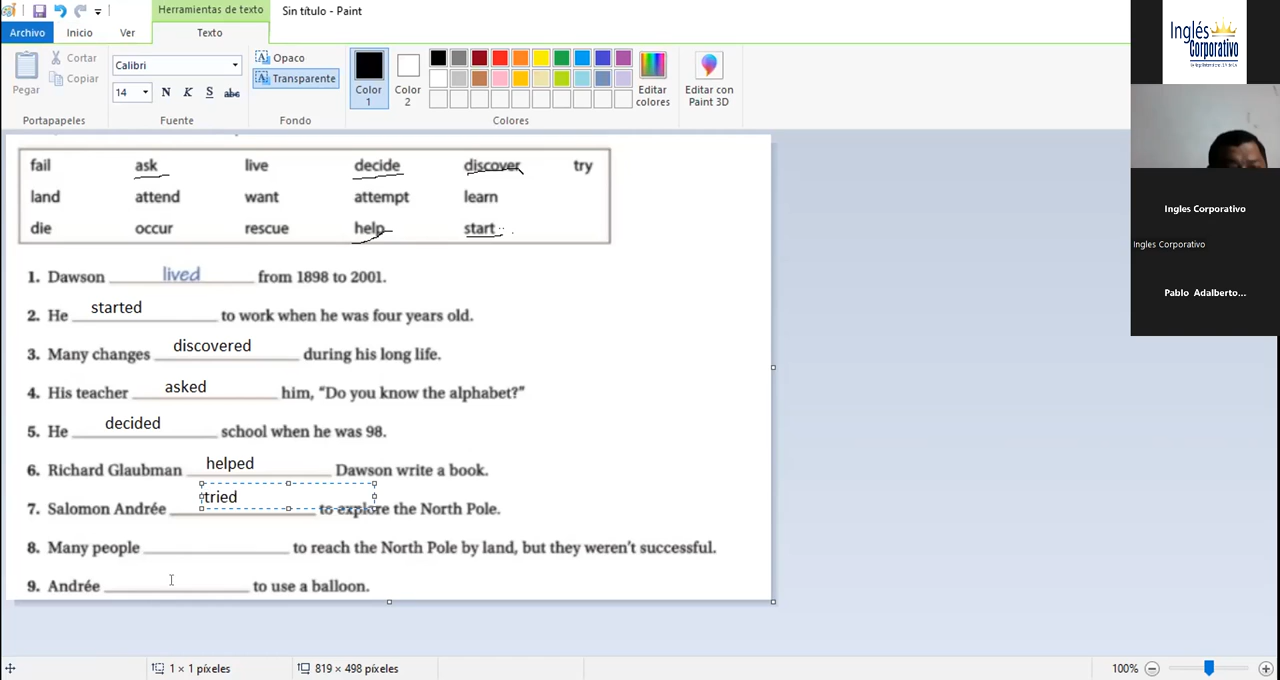 Herramientas de texto
Sin título - Paint
Archivo
Inicio
Ver
Texto
Pegar
Cortar
Copiar
Portapapeles
Calibri
14
N K S abc
Fuente
Opaco
Transparente
Fondo
Color 1
Color 2
Colores
Editar colores
Editar con Paint 3D
Inglés
Corporativo
Ingles Corporativo
Ingles Corporativo
Pablo Adalberto...
fail ask live decide discover try
land attend want attempt learn
die occur rescue help start
1. Dawson lived from 1898 to 2001.
2. He started to work when he was four years old.
3. Many changes discovered during his long life.
4. His teacher asked him, “Do you know the alphabet?”
5. He decided school when he was 98.
6. Richard Glaubman helped Dawson write a book.
7. Salomon Andrée tried to explore the North Pole.
8. Many people to reach the North Pole by land, but they weren’t successful.
9. Andrée to use a balloon.
1 × 1 píxeles
819 × 498 píxeles
100%